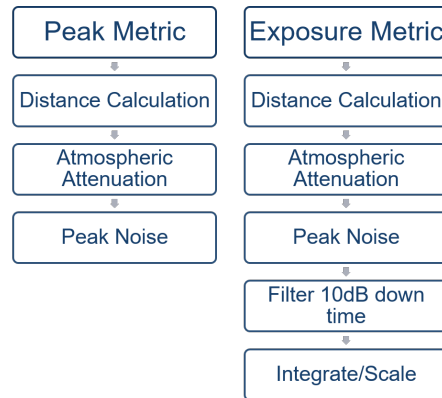 Peak Metric
Distance Calculation
Atmospheric
Attenuation
Peak Noise
Exposure Metric
Distance Calculation
Atmospheric
Attenuation
Peak Noise
Filter 10dB down
time
Integrate/Scale